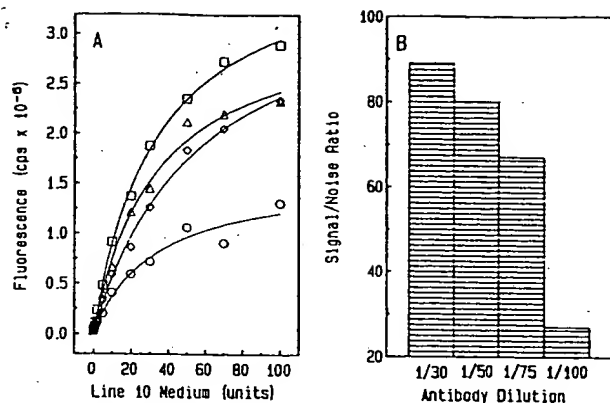 A
3.0
2.5
2.0
1.5
1.0
0.5
0.0
Fluorescence (cps x 10⁻⁶)
0 20 40 60 80 100
Line 10 Medium (units)
B
100
80
60
40
20
Signal/Noise Ratio
1/30 1/50 1/75 1/100
Antibody Dilution